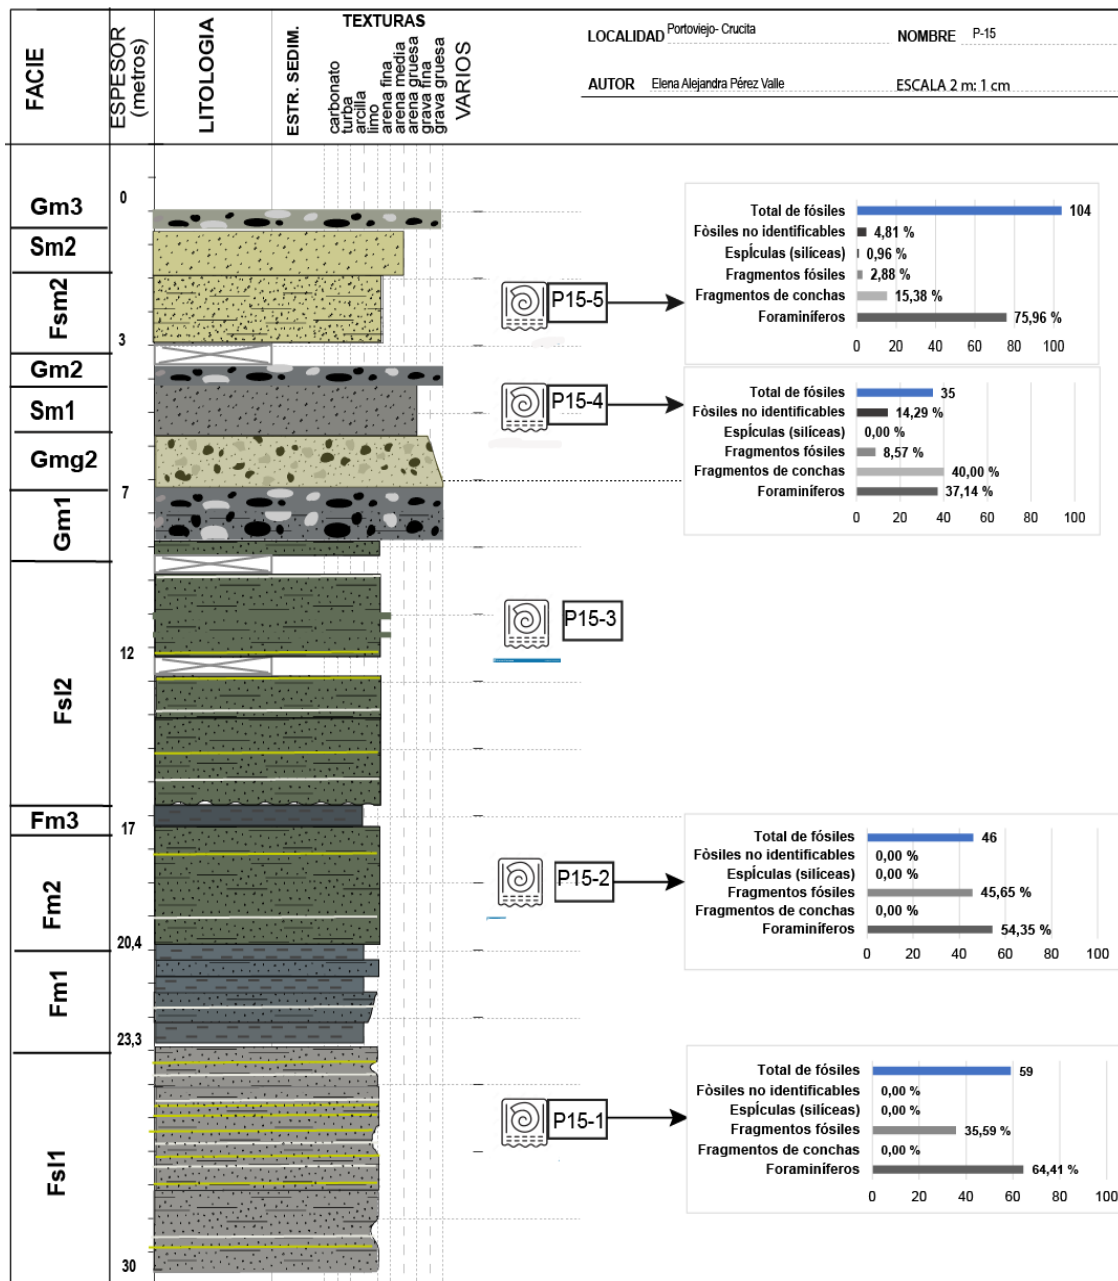 FACIE
ESPESOR
(metros)
LITOLOGIA
ESTR. SEDIM.
TEXTURAS
carbonato
turba
arcilla
limo
arena fina
arena media
arena gruesa
grava fina
grava gruesa
VARIOS
LOCALIDAD Portoviejo- Crucita
NOMBRE P-15
AUTOR Elena Alejandra Pérez Valle
ESCALA 2 m: 1 cm
Gm3
Sm2
Fsm2
Gm2
Sm1
Gmg2
Gm1
Fsl2
Fm3
Fm2
Fm1
Fsl1
0
3
7
12
17
20,4
23,3
30
P15-5
Total de fósiles 104
Fòsiles no identificables 4,81 %
Espículas (silíceas) 0,96 %
Fragmentos fósiles 2,88 %
Fragmentos de conchas 15,38 %
Foraminíferos 75,96 %
0 20 40 60 80 100
P15-4
Total de fósiles 35
Fòsiles no identificables 14,29 %
Espículas (silíceas) 0,00 %
Fragmentos fósiles 8,57 %
Fragmentos de conchas 40,00 %
Foraminíferos 37,14 %
0 20 40 60 80 100
P15-3
P15-2
Total de fósiles 46
Fòsiles no identificables 0,00 %
Espículas (silíceas) 0,00 %
Fragmentos fósiles 45,65 %
Fragmentos de conchas 0,00 %
Foraminíferos 54,35 %
0 20 40 60 80 100
P15-1
Total de fósiles 59
Fòsiles no identificables 0,00 %
Espículas (silíceas) 0,00 %
Fragmentos fósiles 35,59 %
Fragmentos de conchas 0,00 %
Foraminíferos 64,41 %
0 20 40 60 80 100